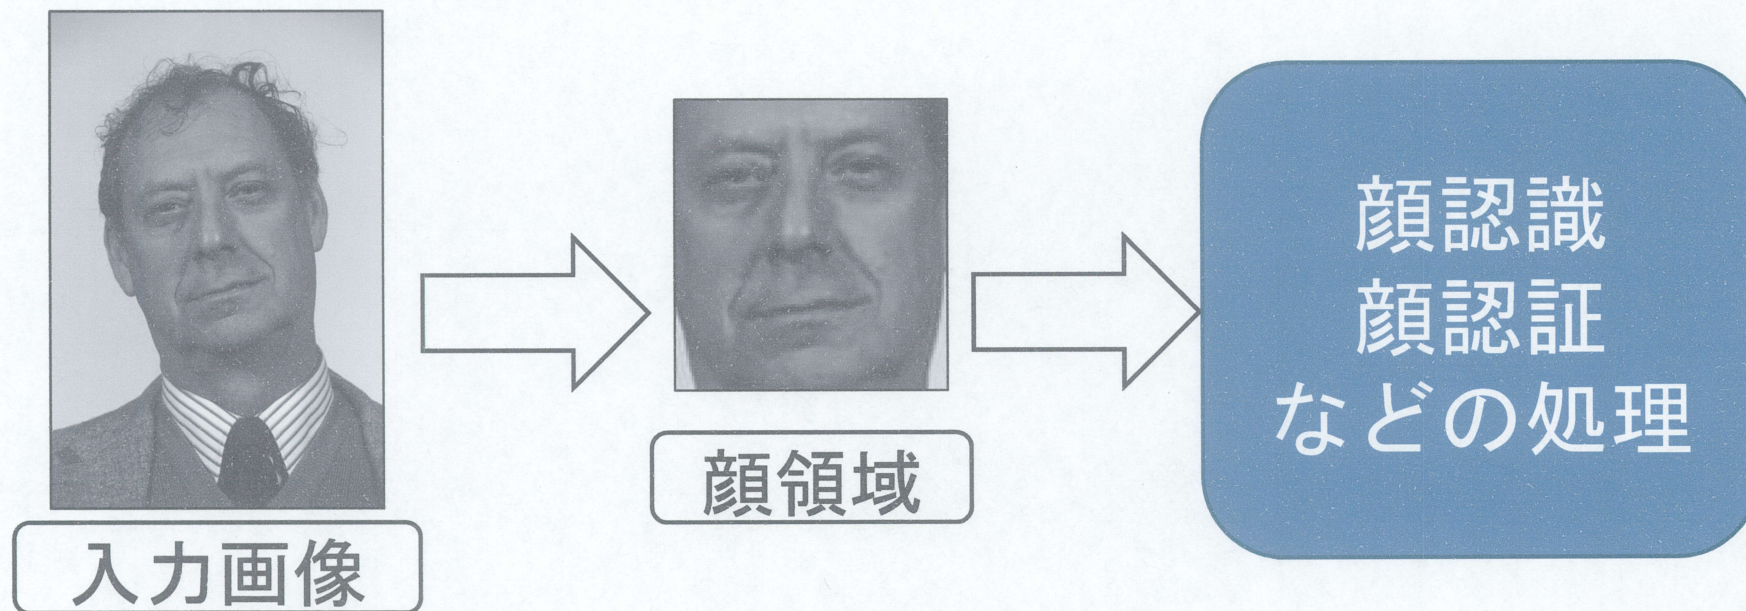 入力画像
顔領域
顔認識
顔認証
などの処理